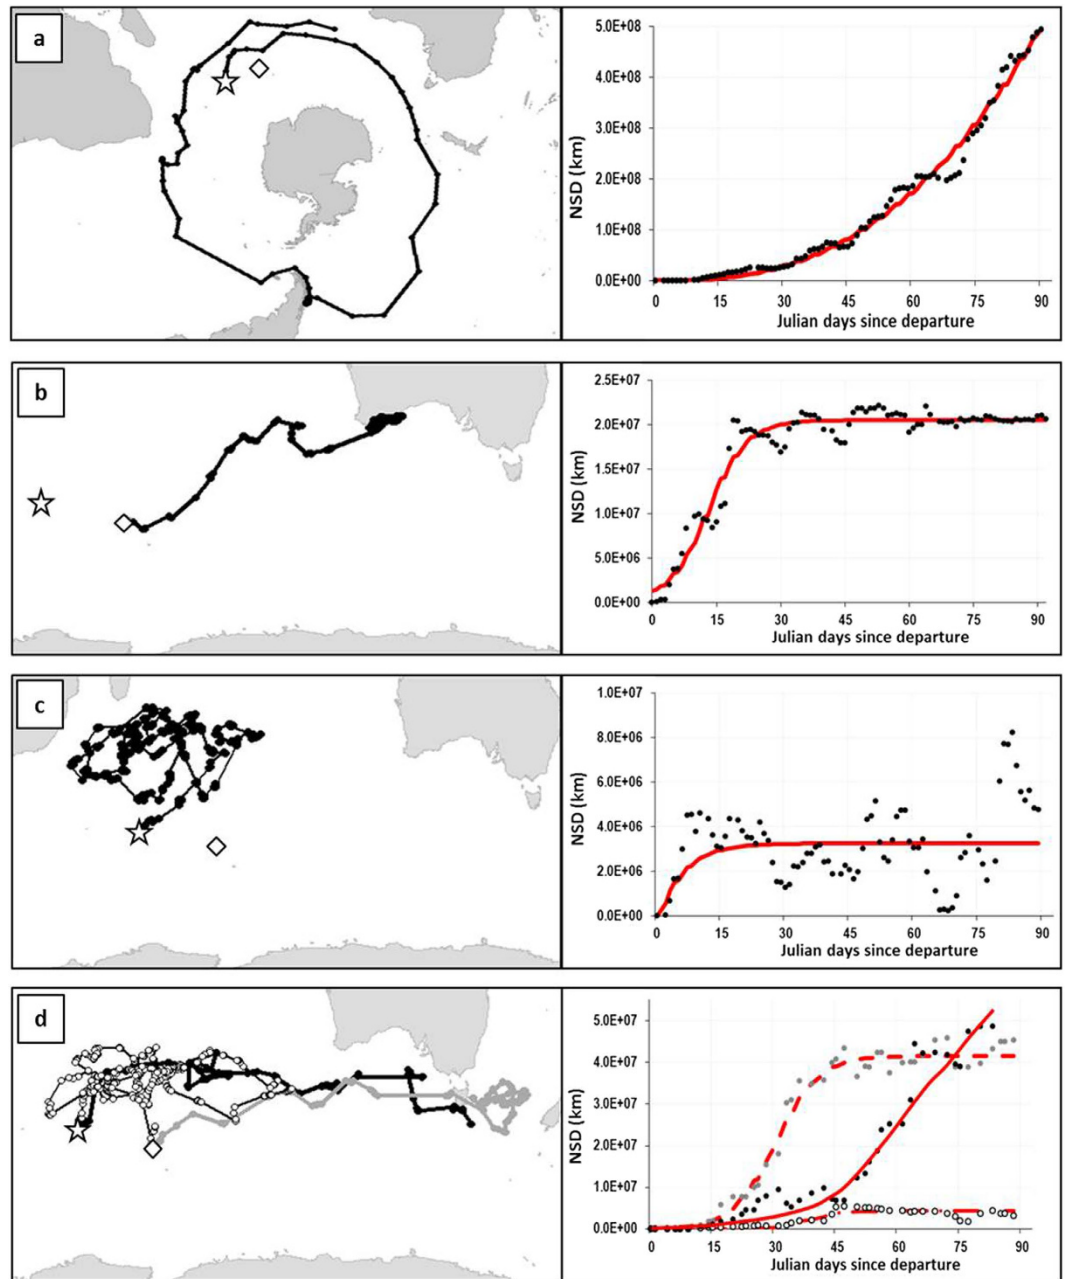 a
5.0E+08
4.0E+08
3.0E+08
2.0E+08
1.0E+08
0.0E+00
NSD (km)
0 15 30 45 60 75 90
Julian days since departure
b
2.5E+07
2.0E+07
1.5E+07
1.0E+07
5.0E+06
0.0E+00
NSD (km)
0 15 30 45 60 75 90
Julian days since departure
c
1.0E+07
8.0E+06
6.0E+06
4.0E+06
2.0E+06
0.0E+00
NSD (km)
0 15 30 45 60 75 90
Julian days since departure
d
5.0E+07
4.0E+07
3.0E+07
2.0E+07
1.0E+07
0.0E+00
NSD (km)
0 15 30 45 60 75 90
Julian days since departure